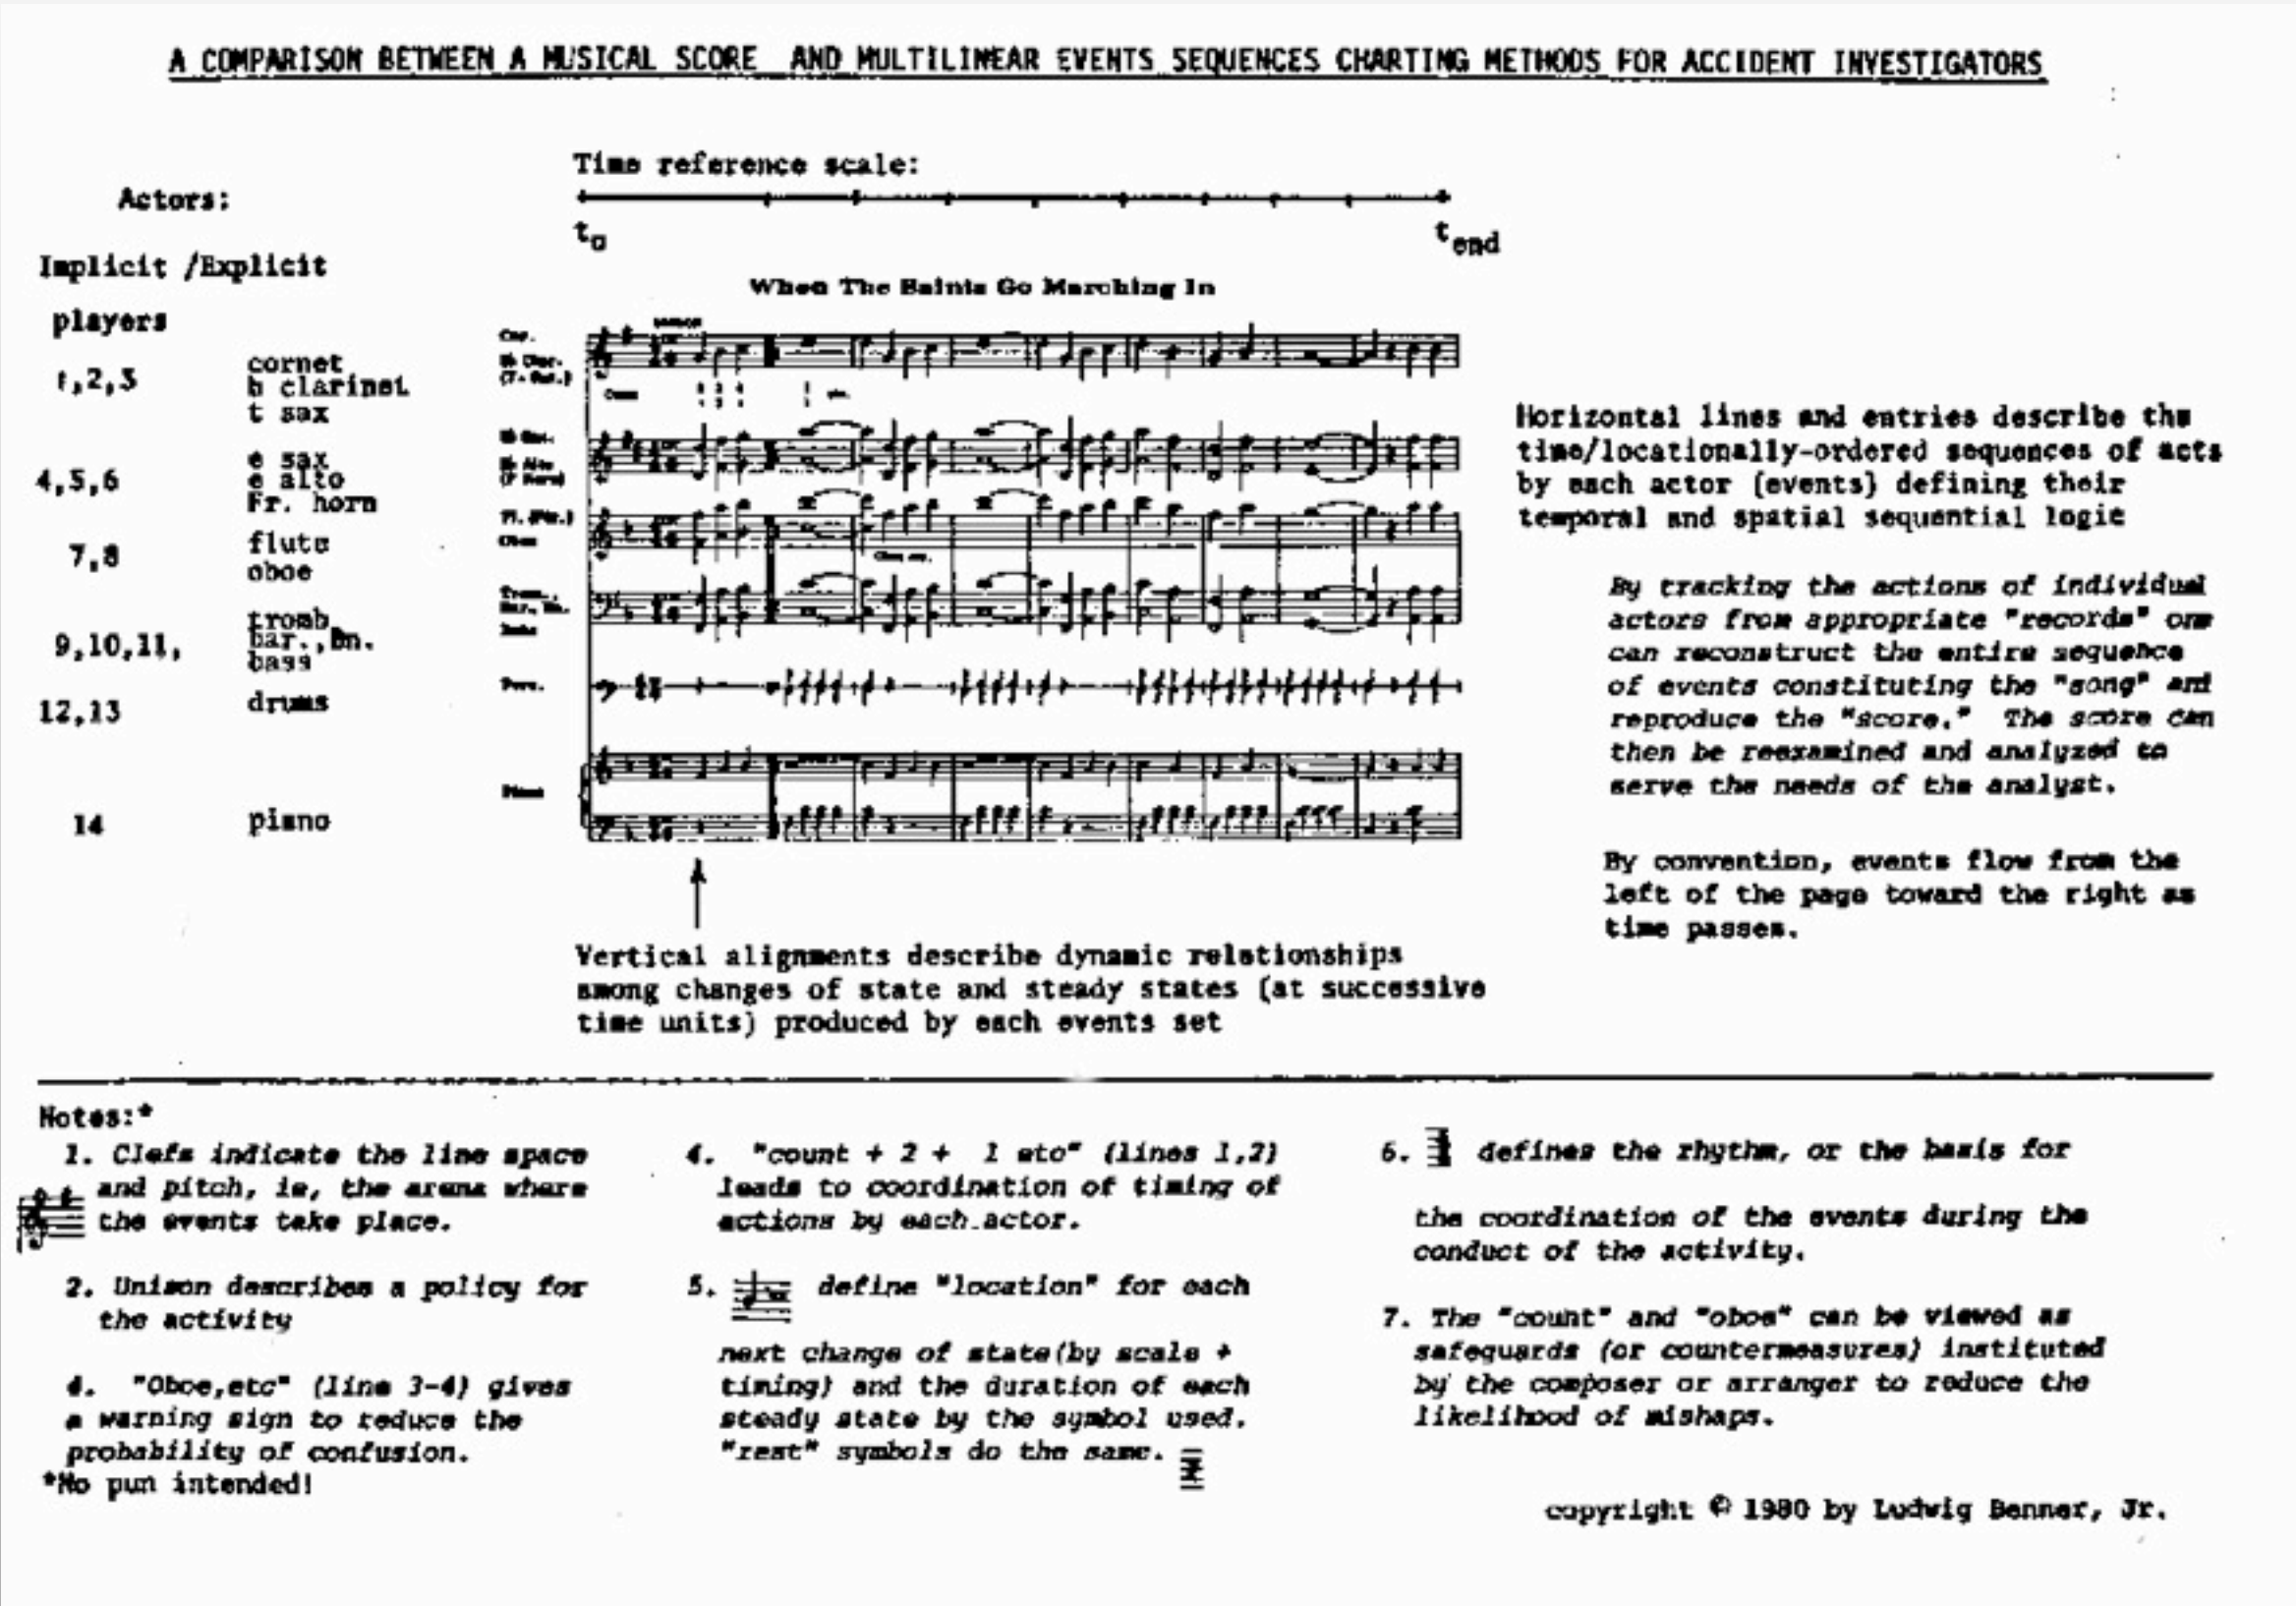 A COMPARISON BETWEEN A MUSICAL SCORE AND MULTILINEAR EVENTS SEQUENCES CHARTING METHODS FOR ACCIDENT INVESTIGATORS
Time reference scale:
t₀
t end
Actors:
Implicit /Explicit
players
1,2,3
cornet
b clarinet
t sax
4,5,6
e sax
e alto
Fr. horn
7,8
flute
oboe
9,10,11,
tromb
bar.,bn.
bass
12,13
drums
14
piano
When The Saints Go Marching In
Perc.
Piano
Horizontal lines and entries describe the
time/locationally-ordered sequences of acts
by each actor (events) defining their
temporal and spatial sequential logic
By tracking the actions of individual
actors from appropriate "records" one
can reconstruct the entire sequence
of events constituting the "song" and
reproduce the "score." The score can
then be reexamined and analyzed to
serve the needs of the analyst.
By convention, events flow from the
left of the page toward the right as
time passes.
Vertical alignments describe dynamic relationships
among changes of state and steady states (at successive
time units) produced by each events set
Notes:*
1. Clefs indicate the line space
and pitch, ie, the arena where
the events take place.
2. Unison describes a policy for
the activity
4. "Oboe,etc" (line 3-4) gives
a warning sign to reduce the
probability of confusion.
*No pun intended!
4. "count + 2 + 1 etc" (lines 1,2)
leads to coordination of timing of
actions by each actor.
5. define "location" for each
next change of state(by scale +
timing) and the duration of each
steady state by the symbol used.
"rest" symbols do the same.
6. defines the rhythm, or the basis for
the coordination of the events during the
conduct of the activity.
7. The "count" and "oboe" can be viewed as
safeguards (or countermeasures) instituted
by the composer or arranger to reduce the
likelihood of mishaps.
copyright © 1980 by Ludwig Benner, Jr.